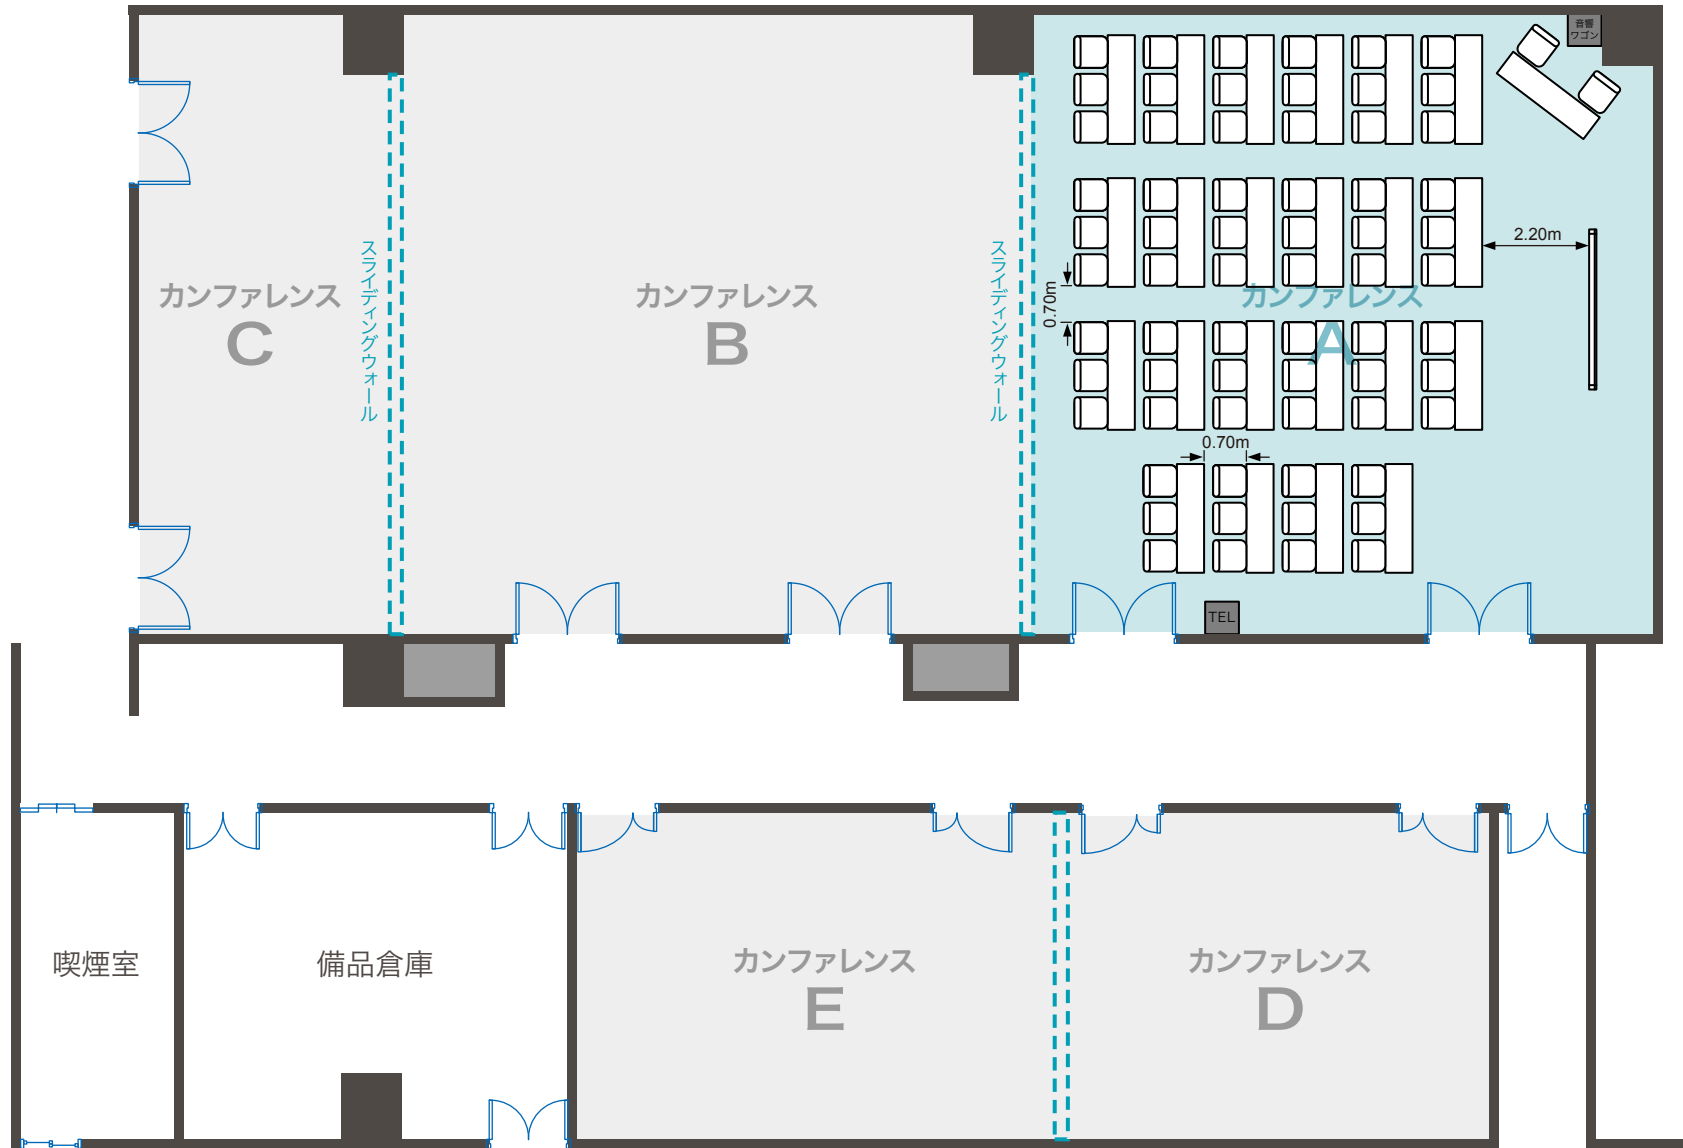 音響
ワゴン
2.20m
スライディングウォール
スライディングウォール
0.70m
カンファレンス
C
カンファレンス
B
カンファレンス
A
0.70m
TEL
喫煙室
備品倉庫
カンファレンス
E
カンファレンス
D